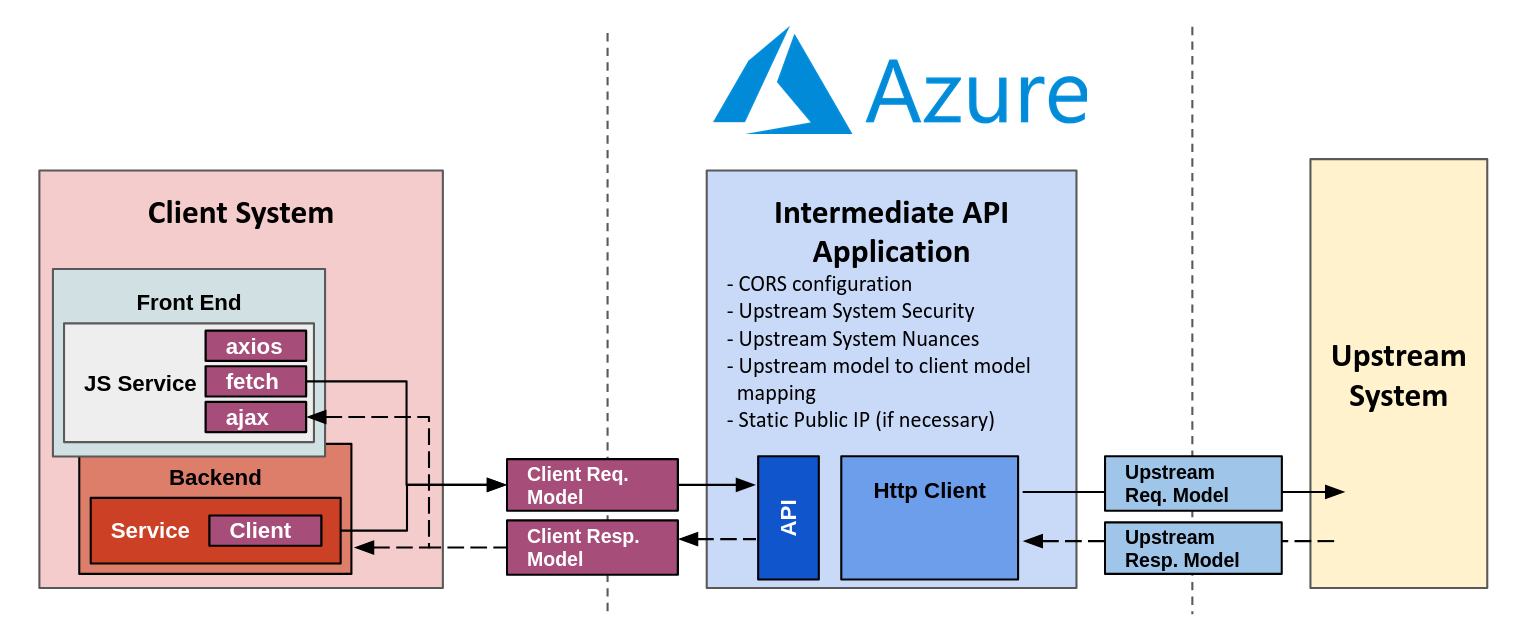 Azure
Client System
Front End
JS Service
axios
fetch
ajax
Backend
Service
Client
Client Req.
Model
Client Resp.
Model
Intermediate API
Application
- CORS configuration
- Upstream System Security
- Upstream System Nuances
- Upstream model to client model
mapping
- Static Public IP (if necessary)
API
Http Client
Upstream
Req. Model
Upstream
Resp. Model
Upstream
System